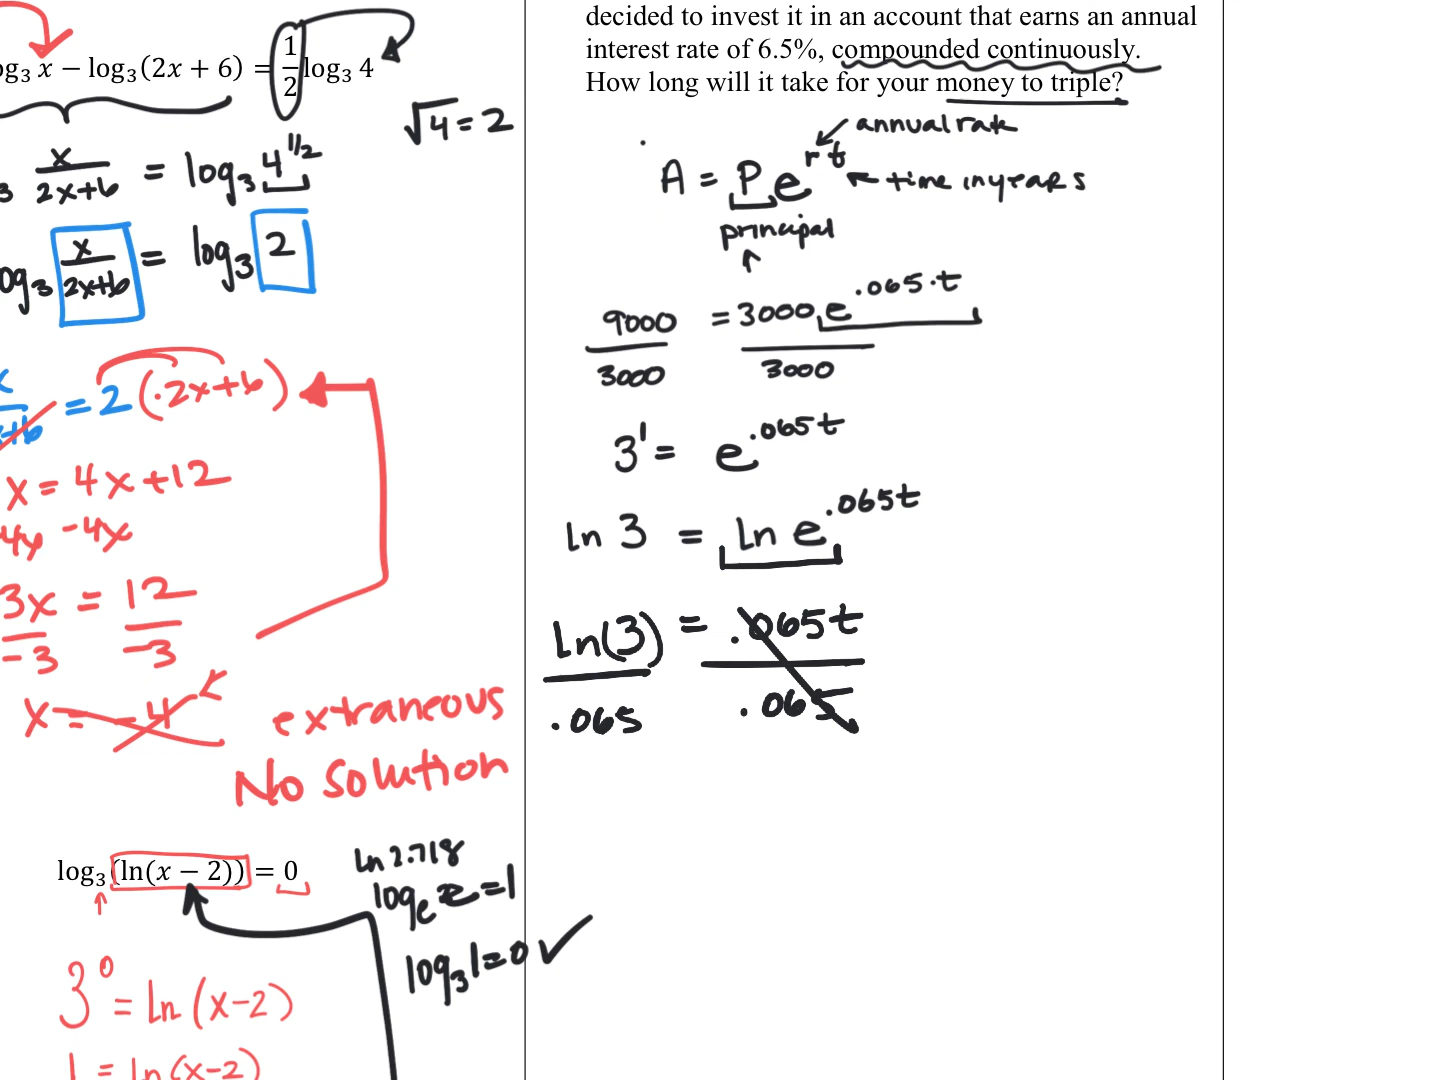 og₃ x − log₃(2x + 6) = 1/2 log₃ 4
√4 = 2
3 x/(2x+6) = log₃ 4^(1/2)
og₃ x/(2x+6) = log₃ 2
x/(x+6) = 2(·2x+6)
x = 4x + 12
4x −4x
3x = 12
−3 −3
x = −4
extraneous
No solution
log₃(ln(x − 2)) = 0
ln 2.718
logₑ e = 1
log₃ 1 = 0 ✓
3⁰ = ln(x−2)
1 = ln(x−2)
decided to invest it in an account that earns an annual
interest rate of 6.5%, compounded continuously.
How long will it take for your money to triple?
annual rate
A = Pe^(rt)
time in years
principal
9000 = 3000 e^(.065·t)
3000 3000
3¹ = e^(.065t)
ln 3 = ln e^(.065t)
ln(3) = .065t
.065 .065